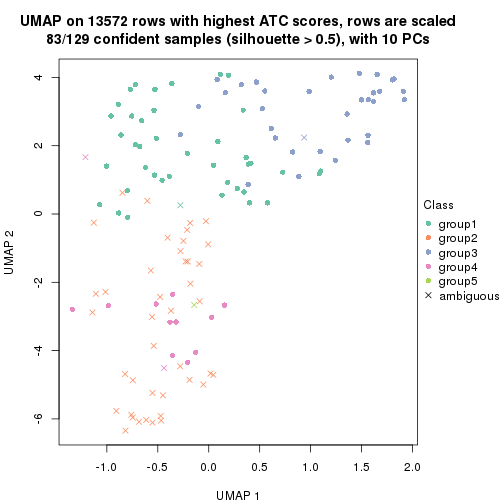 UMAP on 13572 rows with highest ATC scores, rows are scaled
83/129 confident samples (silhouette > 0.5), with 10 PCs
4
2
0
-2
-4
-6
UMAP 2
-1.0
-0.5
0.0
0.5
1.0
1.5
2.0
UMAP 1
Class
group1
group2
group3
group4
group5
ambiguous